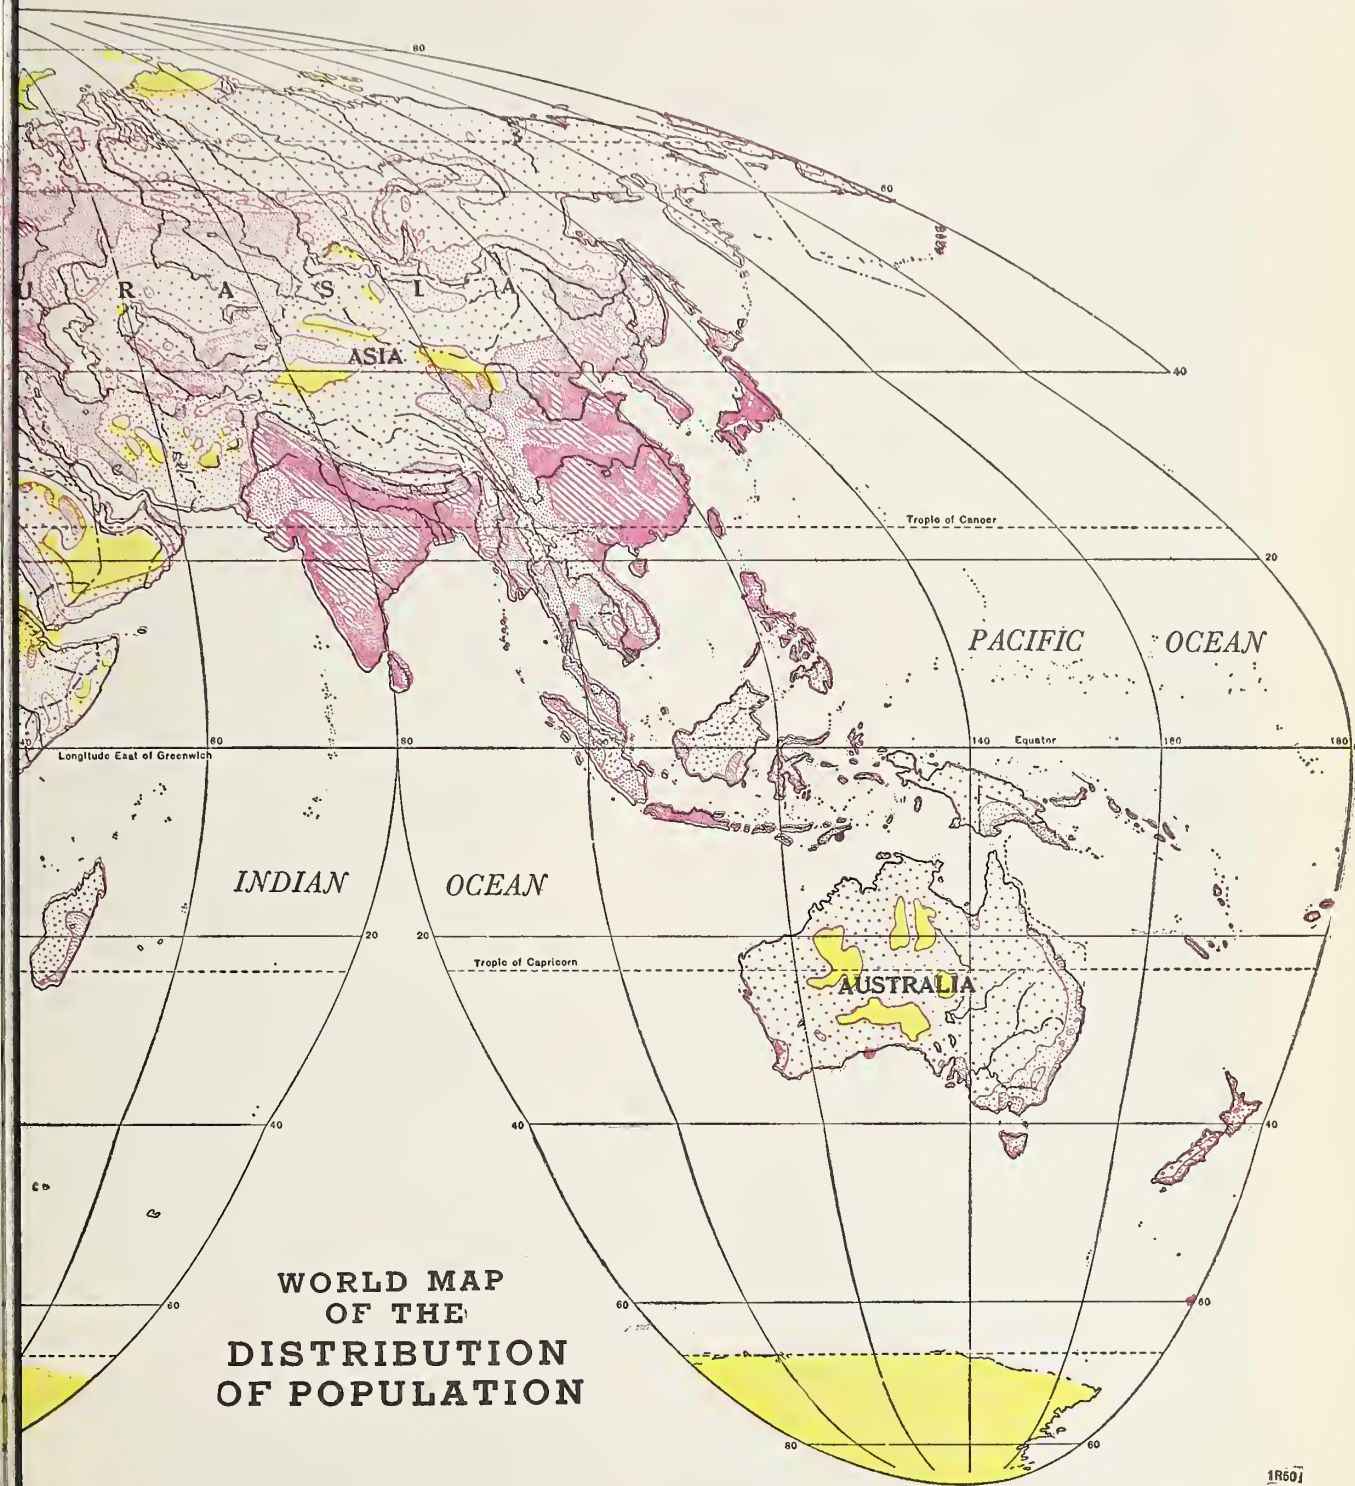 80
60
U R A S I A
ASIA
40
Tropic of Cancer
20
PACIFIC OCEAN
40 60 80 140 Equator 160 180
Longitude East of Greenwich
INDIAN OCEAN
20 20
Tropic of Capricorn
AUSTRALIA
40 40 40
WORLD MAP
OF THE
DISTRIBUTION
OF POPULATION
60 60 60
80 60
1R601